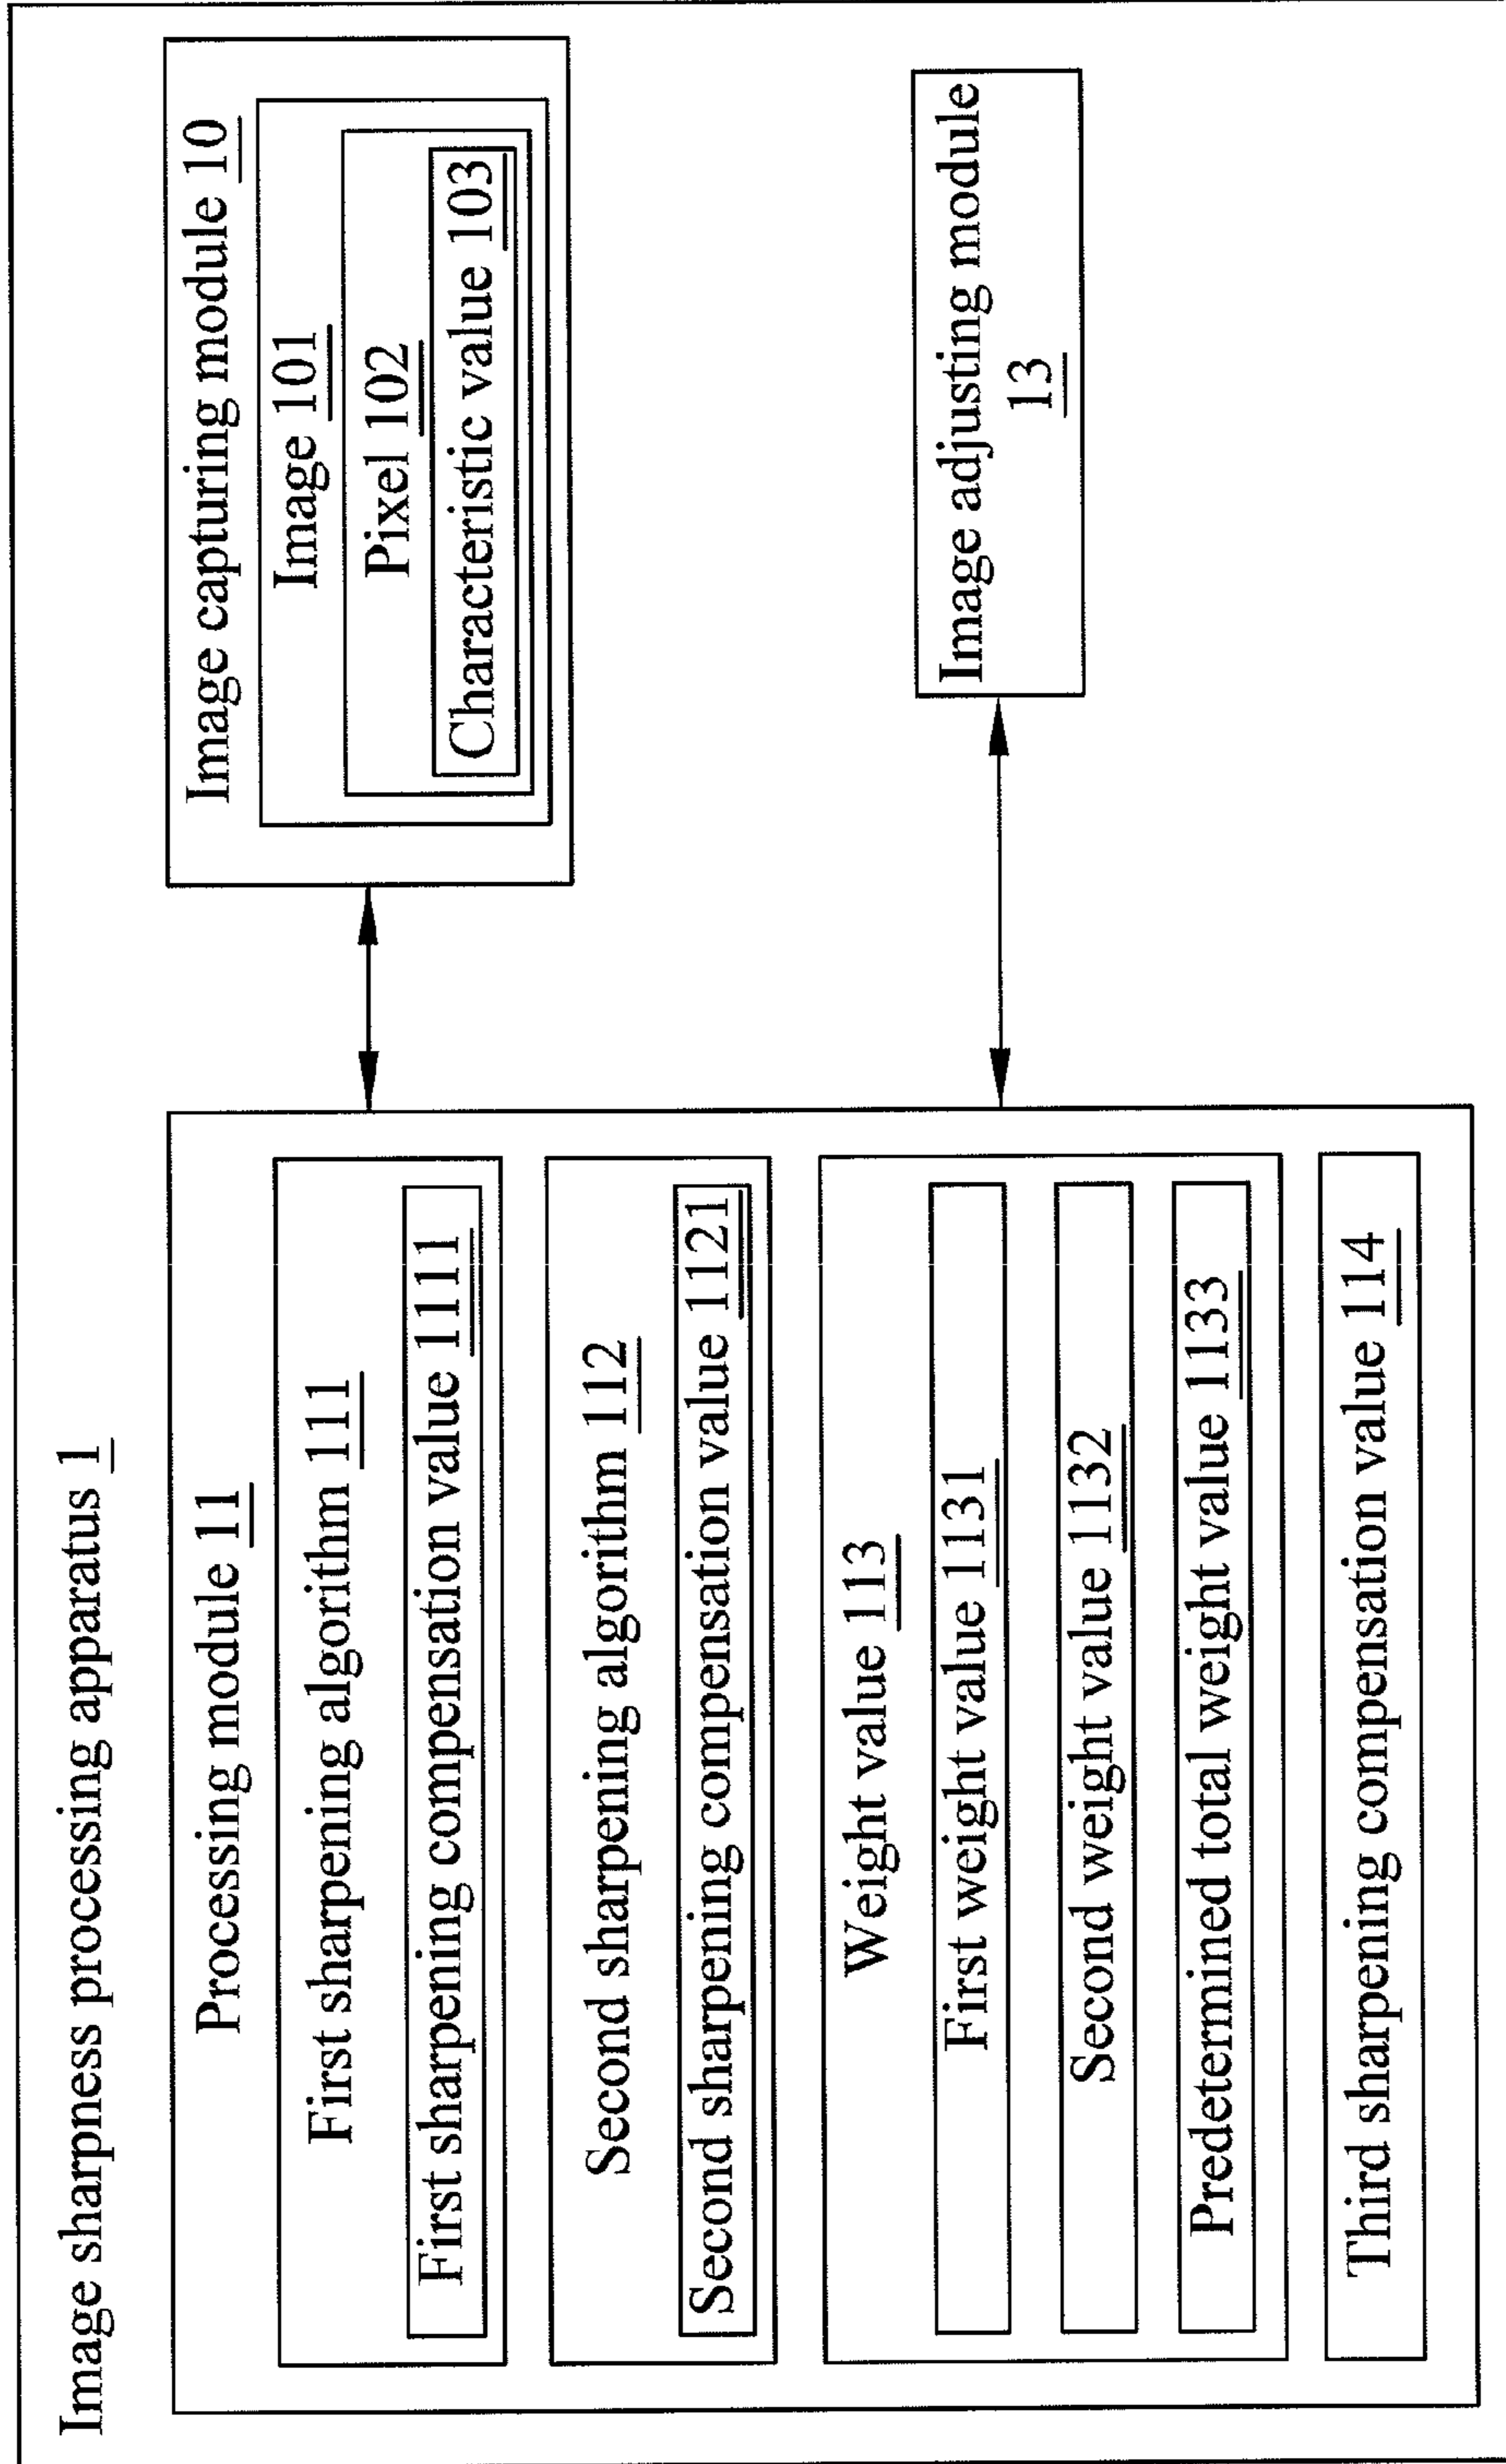 Image sharpness processing apparatus 1
Processing module 11
First sharpening algorithm 111
First sharpening compensation value 1111
Second sharpening algorithm 112
Second sharpening compensation value 1121
Weight value 113
First weight value 1131
Second weight value 1132
Predetermined total weight value 1133
Third sharpening compensation value 114
Image capturing module 10
Image 101
Pixel 102
Characteristic value 103
Image adjusting module
13